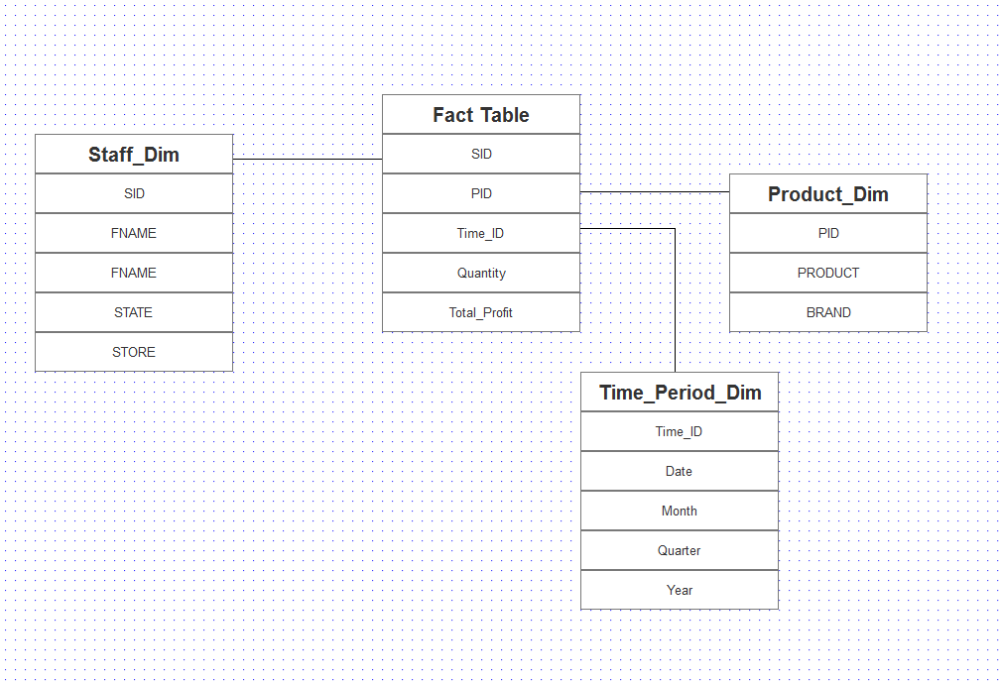 Staff_Dim
SID
FNAME
FNAME
STATE
STORE
Fact Table
SID
PID
Time_ID
Quantity
Total_Profit
Product_Dim
PID
PRODUCT
BRAND
Time_Period_Dim
Time_ID
Date
Month
Quarter
Year